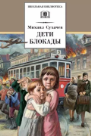 ШКОЛЬНАЯ БИБЛИОТЕКА
Михаил Сухачев
ДЕТИ
БЛОКАДЫ